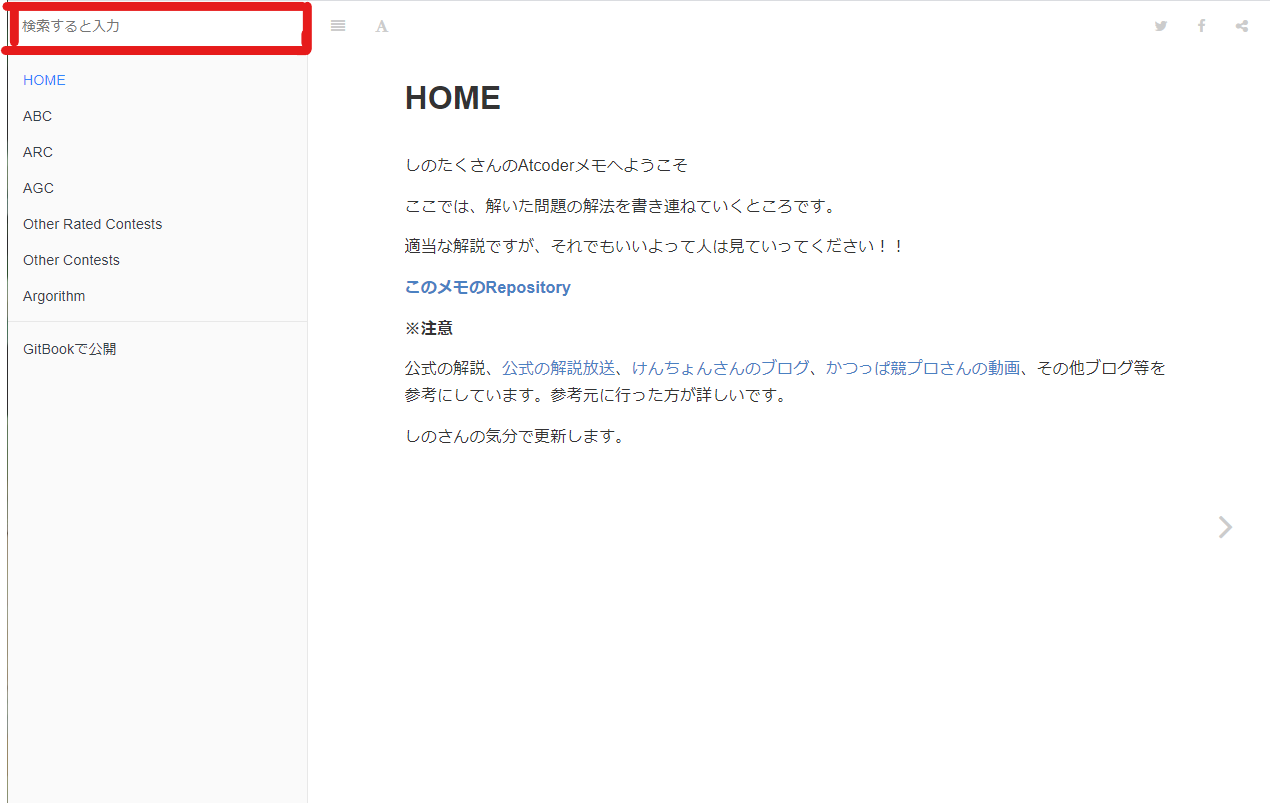 検索すると入力
A
HOME
ABC
ARC
AGC
Other Rated Contests
Other Contests
Argorithm
GitBookで公開
HOME
しのたくさんのAtcoderメモへようこそ
ここでは、解いた問題の解法を書き連ねていくところです。
適当な解説ですが、それでもいいよって人は見ていってください！！
このメモのRepository
※注意
公式の解説、公式の解説放送、けんちょんさんのブログ、かつっぱ競プロさんの動画、その他ブログ等を
参考にしています。参考元に行った方が詳しいです。
しのさんの気分で更新します。